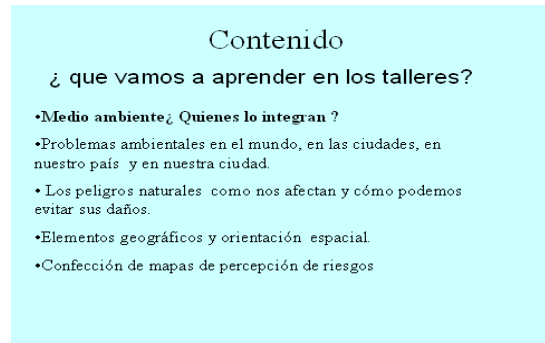 Contenido
¿ que vamos a aprender en los talleres?
•Medio ambiente¿ Quienes lo integran ?
•Problemas ambientales en el mundo, en las ciudades, en
nuestro país y en nuestra ciudad.
• Los peligros naturales como nos afectan y cómo podemos
evitar sus daños.
•Elementos geográficos y orientación espacial.
•Confección de mapas de percepción de riesgos